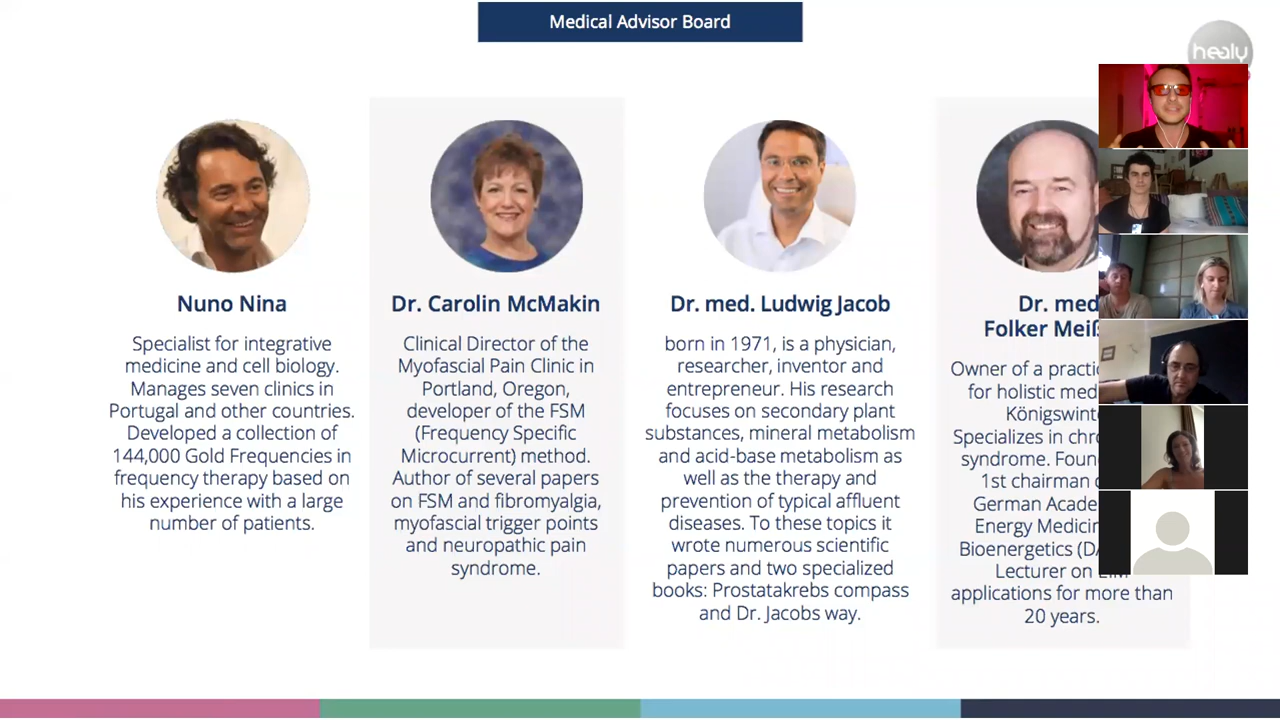 Medical Advisor Board
healy
Nuno Nina
Specialist for integrative
medicine and cell biology.
Manages seven clinics in
Portugal and other countries.
Developed a collection of
144,000 Gold Frequencies in
frequency therapy based on
his experience with a large
number of patients.
Dr. Carolin McMakin
Clinical Director of the
Myofascial Pain Clinic in
Portland, Oregon,
developer of the FSM
(Frequency Specific
Microcurrent) method.
Author of several papers
on FSM and fibromyalgia,
myofascial trigger points
and neuropathic pain
syndrome.
Dr. med. Ludwig Jacob
born in 1971, is a physician,
researcher, inventor and
entrepreneur. His research
focuses on secondary plant
substances, mineral metabolism
and acid-base metabolism as
well as the therapy and
prevention of typical affluent
diseases. To these topics it
wrote numerous scientific
papers and two specialized
books: Prostatakrebs compass
and Dr. Jacobs way.
Dr. med
Folker
Owner of a
for holistic
Specializes in
syndrome.
1st chairman
German
Energy
Bioenergetics
Lecturer on
applications for more than
20 years.